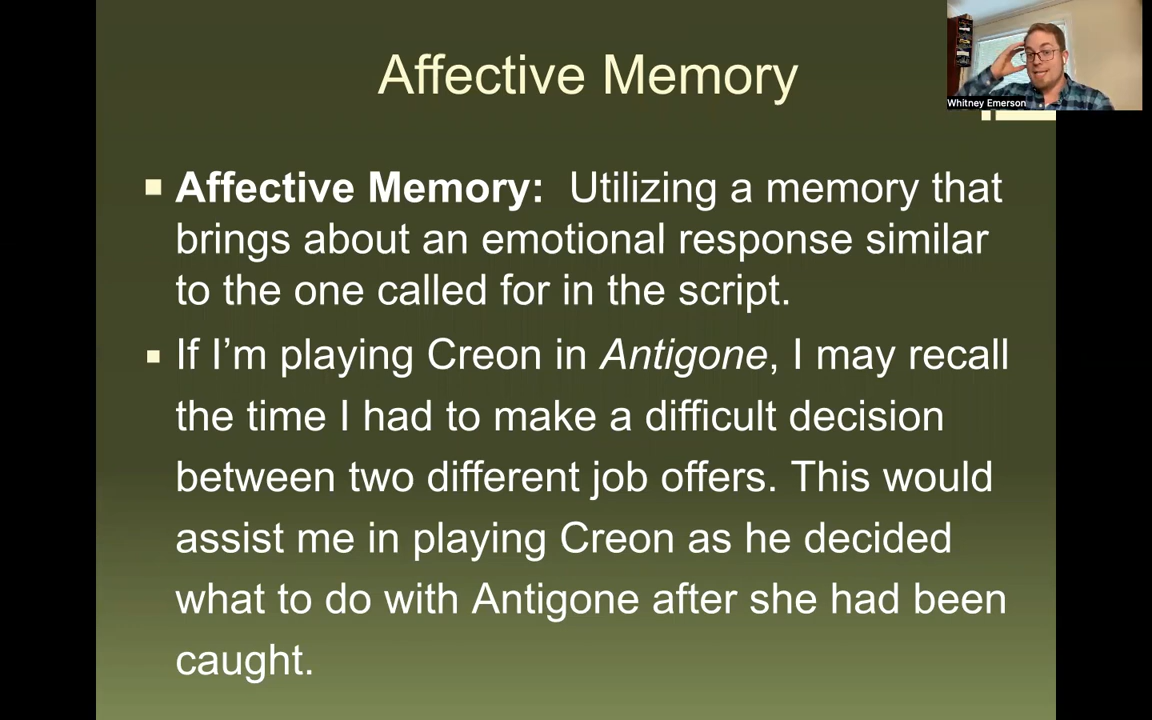 Affective Memory
Whitney Emerson
Affective Memory: Utilizing a memory that
brings about an emotional response similar
to the one called for in the script.
If I’m playing Creon in Antigone, I may recall
the time I had to make a difficult decision
between two different job offers. This would
assist me in playing Creon as he decided
what to do with Antigone after she had been
caught.